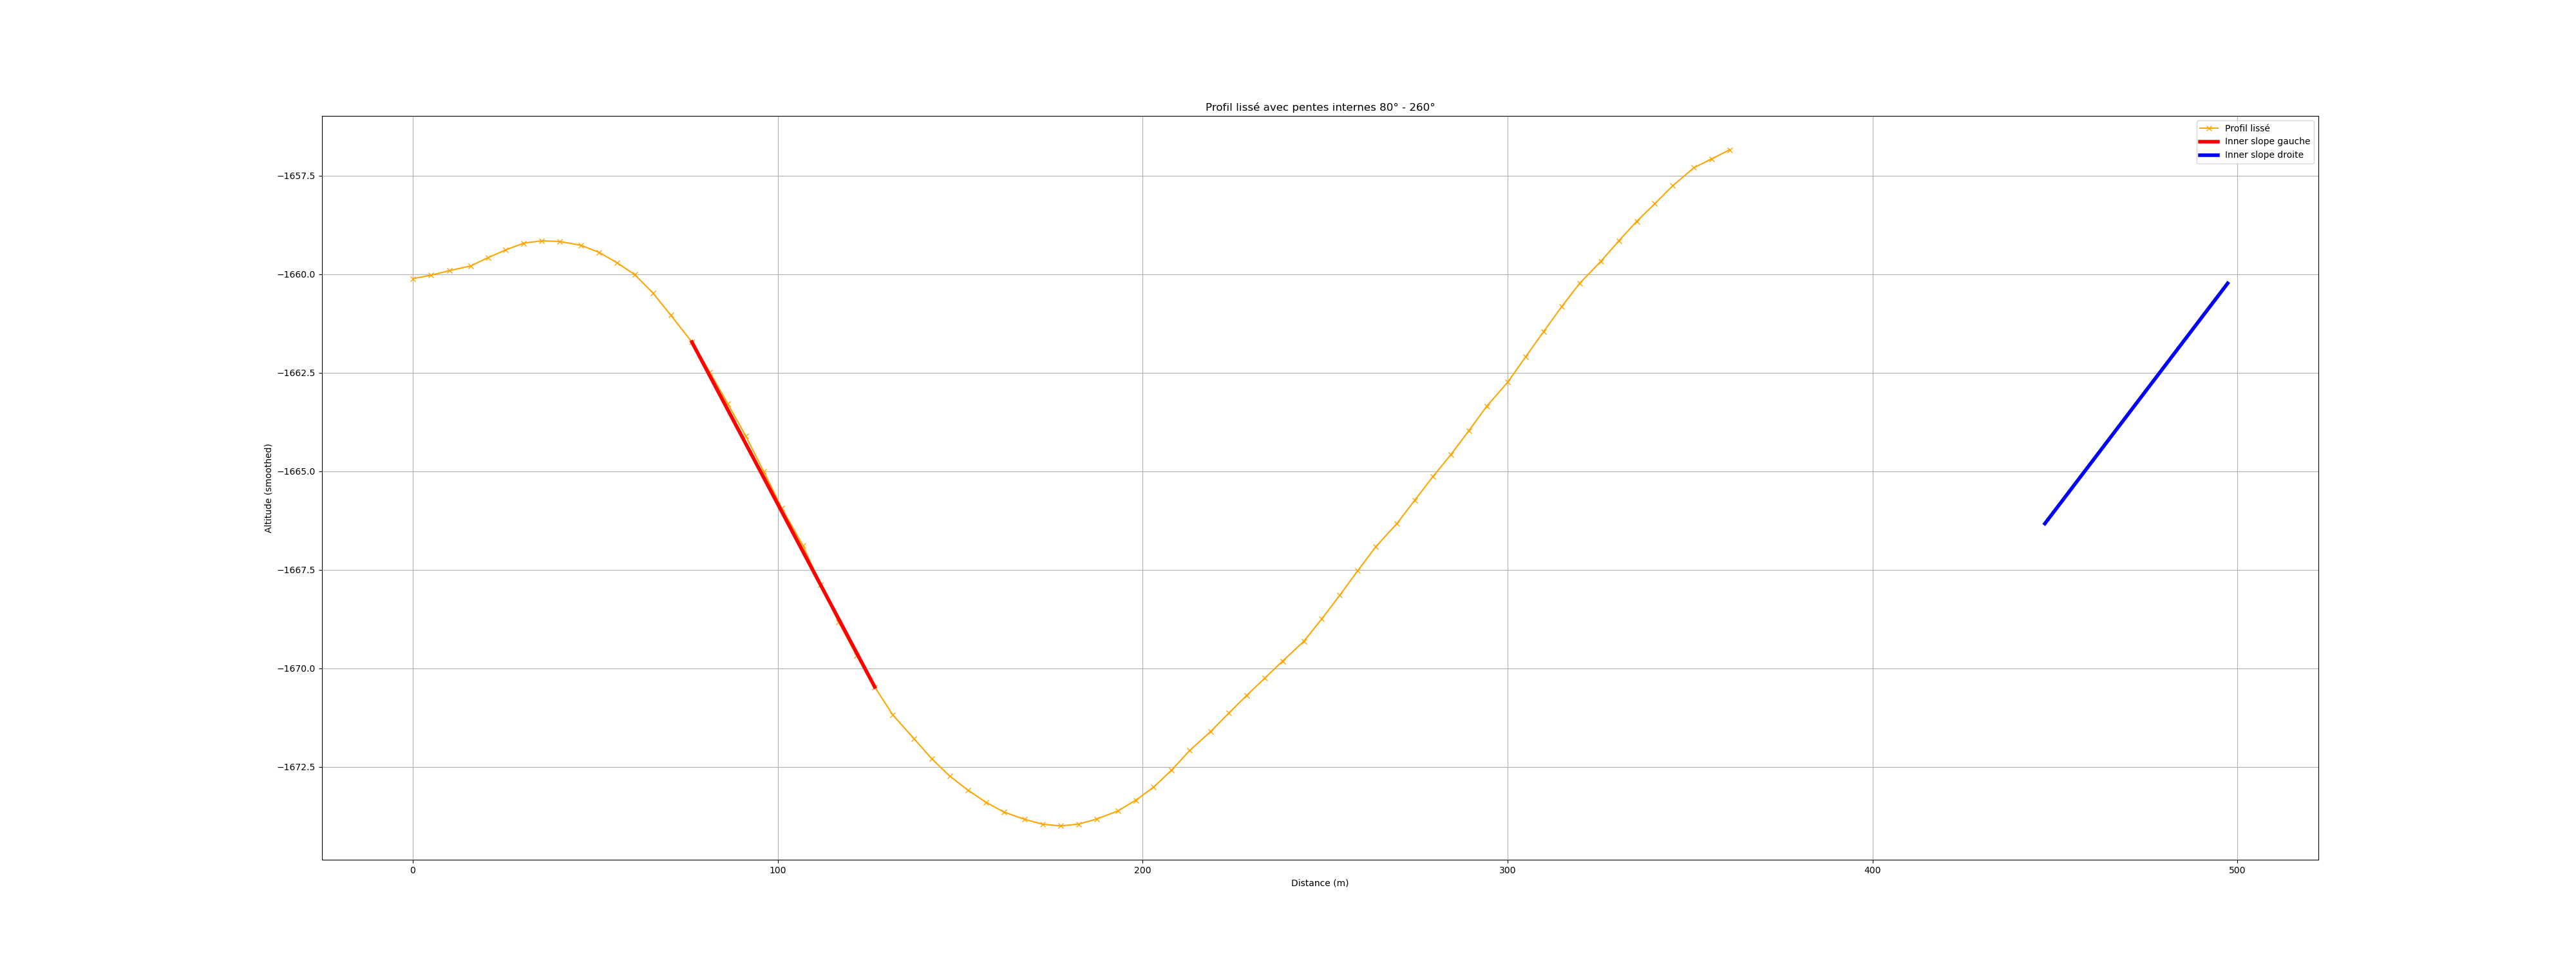 Profil lissé avec pentes internes 80° - 260°
Profil lissé
Inner slope gauche
Inner slope droite
−1657.5
−1660.0
−1662.5
−1665.0
−1667.5
−1670.0
−1672.5
Altitude (smoothed)
0 100 200 300 400 500
Distance (m)